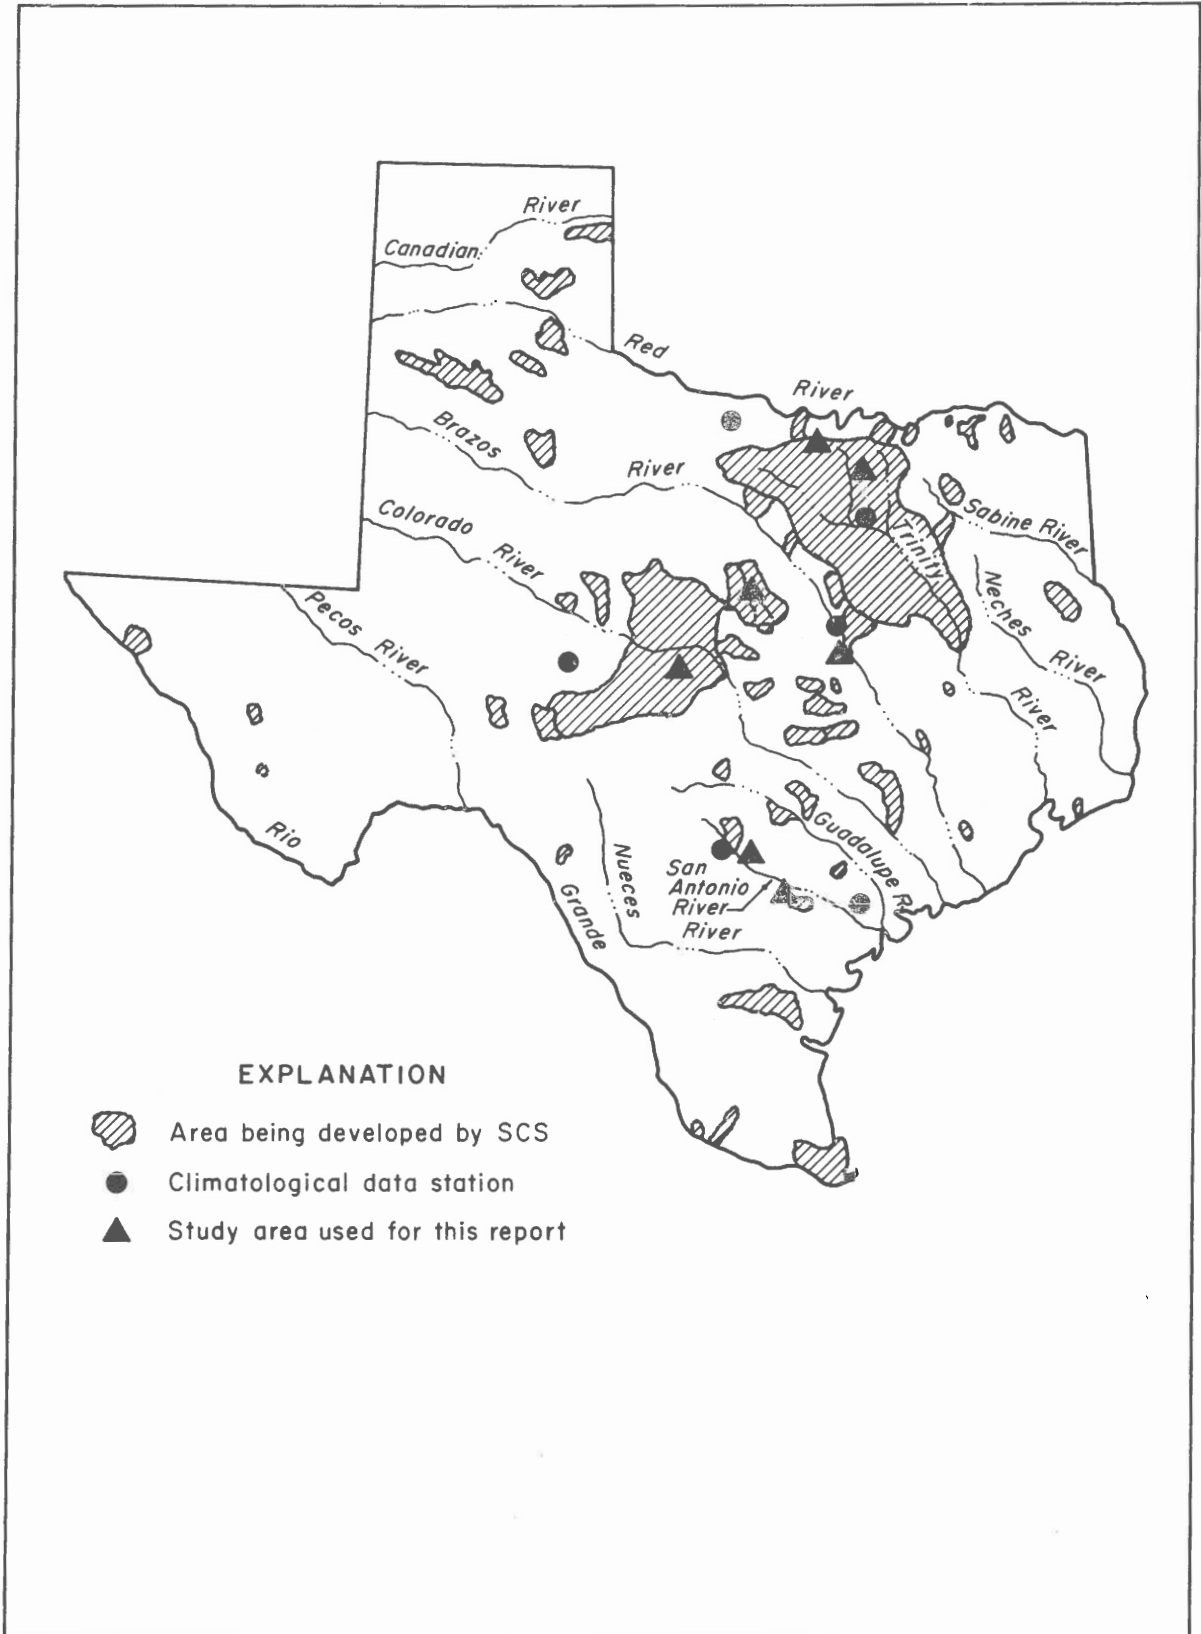 River
Canadian
Red
River
Brazos
River
Colorado
River
Sabine River
Trinity
Neches
River
River
Pecos River
Rio
Grande
Nueces
River
San
Antonio
River
Guadalupe R.
EXPLANATION
Area being developed by SCS
Climatological data station
Study area used for this report